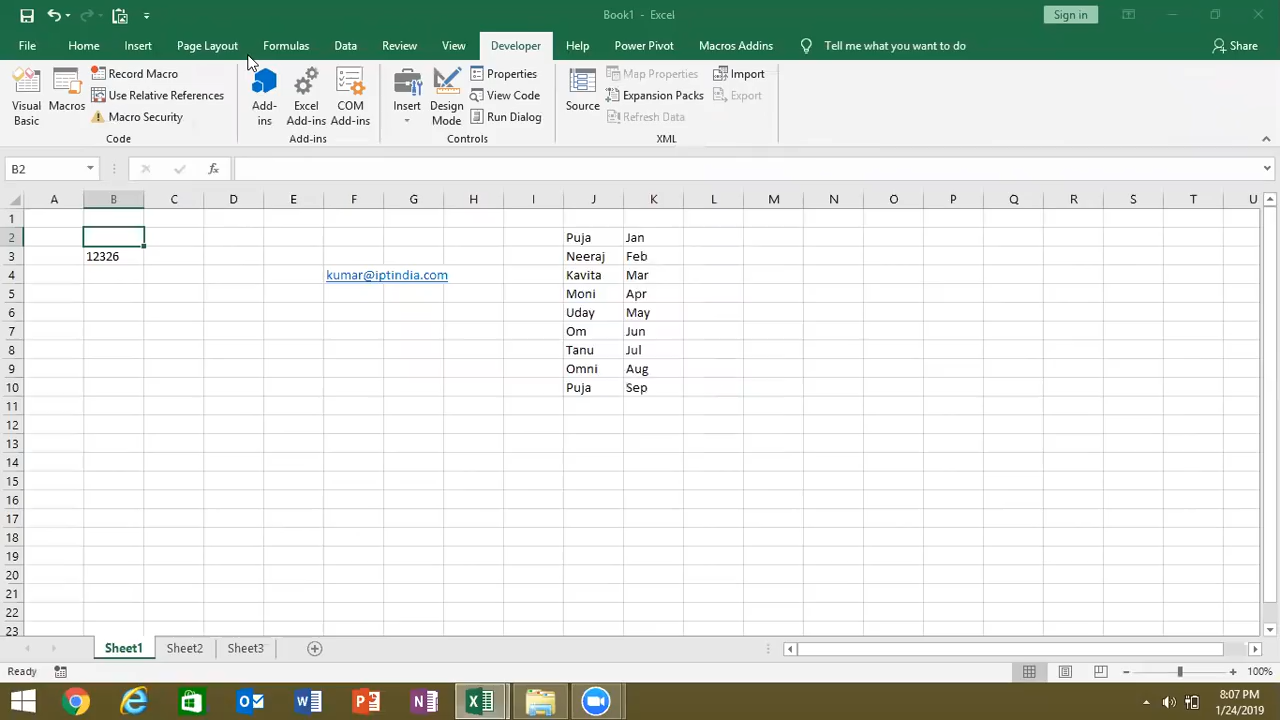 Book1 - Excel
Sign in
File Home Insert Page Layout Formulas Data Review View Developer Help Power Pivot Macros Addins Tell me what you want to do Share
Visual Basic
Macros
Record Macro
Use Relative References
Macro Security
Code
Add-ins
Excel Add-ins
COM Add-ins
Add-ins
Insert
Design Mode
Properties
View Code
Run Dialog
Controls
Source
Map Properties
Expansion Packs
Refresh Data
Import
Export
XML
B2
fx
A B C D E F G H I J K L M N O P Q R S T U
1
2 Puja Jan
3 12326 Neeraj Feb
4 kumar@iptindia.com Kavita Mar
5 Moni Apr
6 Uday May
7 Om Jun
8 Tanu Jul
9 Omni Aug
10 Puja Sep
11
12
13
14
15
16
17
18
19
20
21
22
23
Sheet1 Sheet2 Sheet3
Ready
100%
8:07 PM
1/24/2019